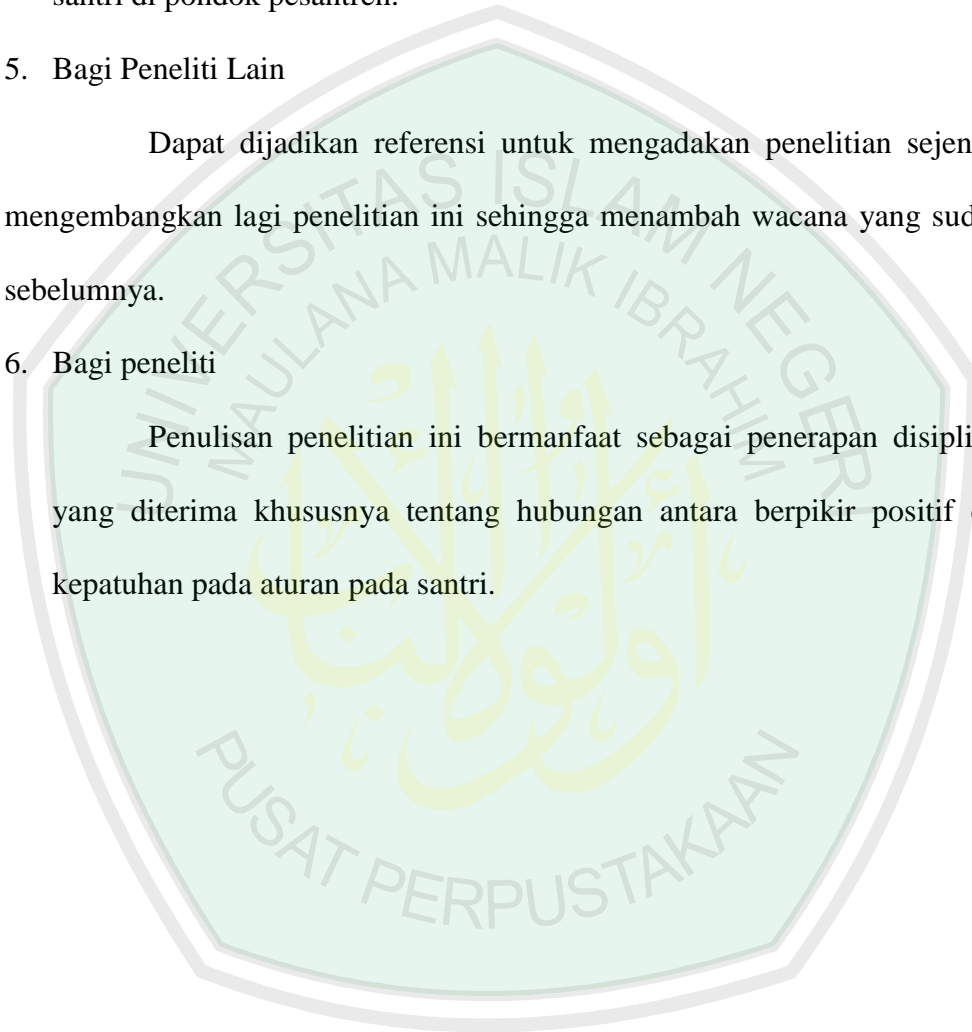 santri di pondok pesantren.
5. Bagi Peneliti Lain
Dapat dijadikan referensi untuk mengadakan penelitian sejen
mengembangkan lagi penelitian ini sehingga menambah wacana yang sud
sebelumnya.
6. Bagi peneliti
Penulisan penelitian ini bermanfaat sebagai penerapan disipli
yang diterima khususnya tentang hubungan antara berpikir positif
kepatuhan pada aturan pada santri.
UNIVERSITAS ISLAM NEGERI
MAULANA MALIK IBRAHIM
PUSAT PERPUSTAKAAN